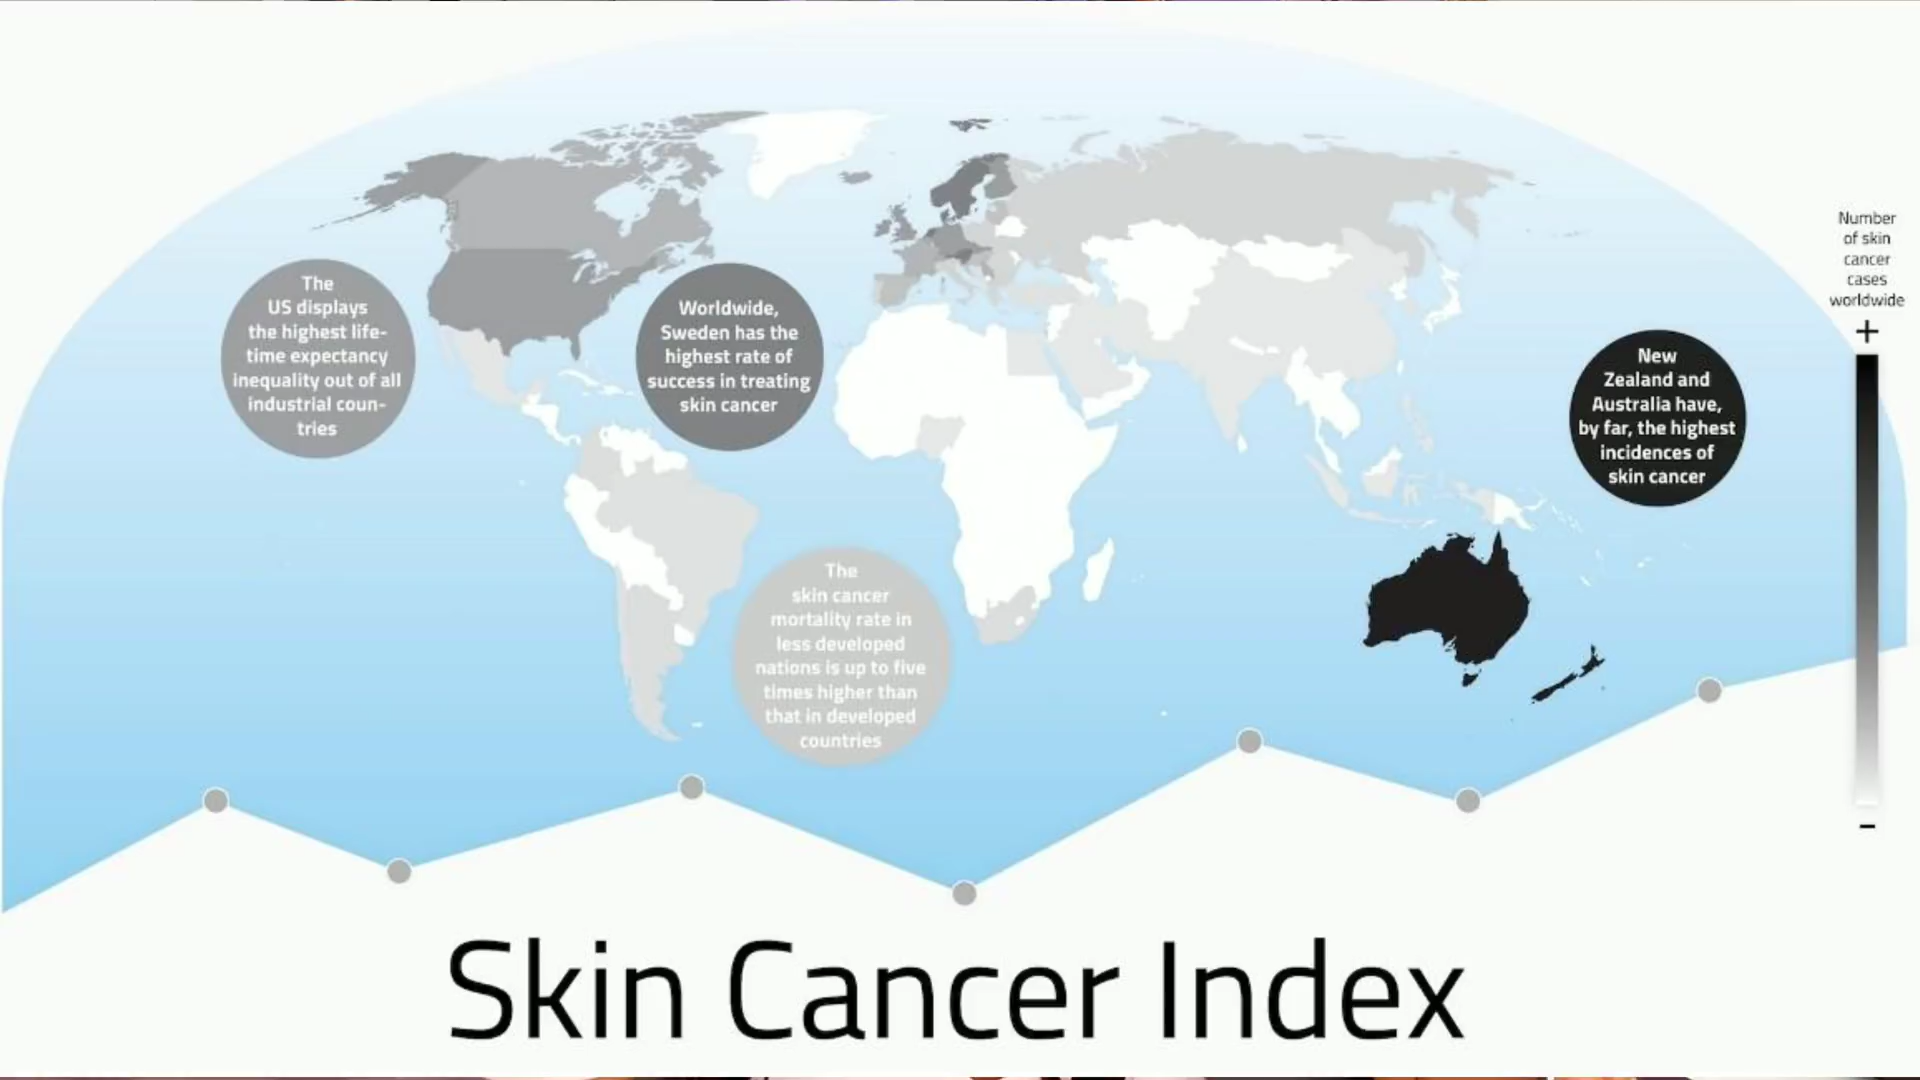 The
US displays
the highest life-
time expectancy
inequality out of all
industrial coun-
tries
Worldwide,
Sweden has the
highest rate of
success in treating
skin cancer
The
skin cancer
mortality rate in
less developed
nations is up to five
times higher than
that in developed
countries
New
Zealand and
Australia have,
by far, the highest
incidences of
skin cancer
Number
of skin
cancer
cases
worldwide
+
–
Skin Cancer Index